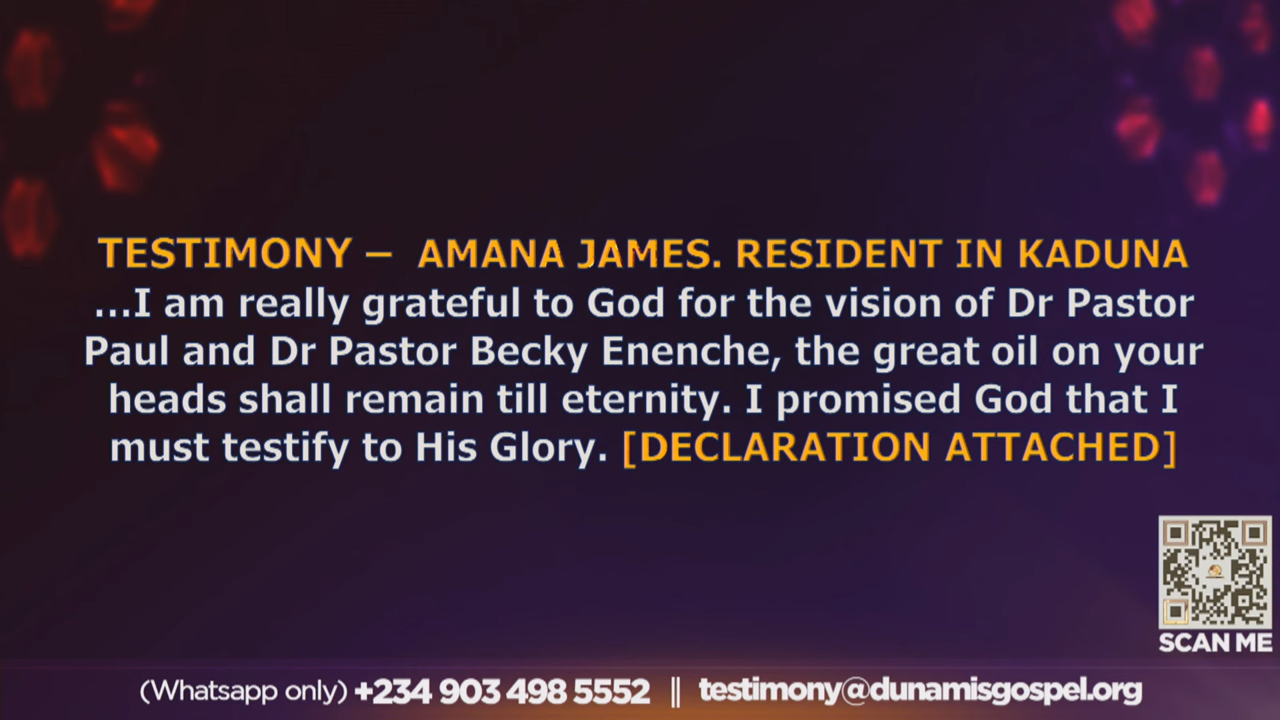 TESTIMONY – AMANA JAMES. RESIDENT IN KADUNA
...I am really grateful to God for the vision of Dr Pastor
Paul and Dr Pastor Becky Enenche, the great oil on your
heads shall remain till eternity. I promised God that I
must testify to His Glory. [DECLARATION ATTACHED]
SCAN ME
(Whatsapp only) +234 903 498 5552 || testimony@dunamisgospel.org